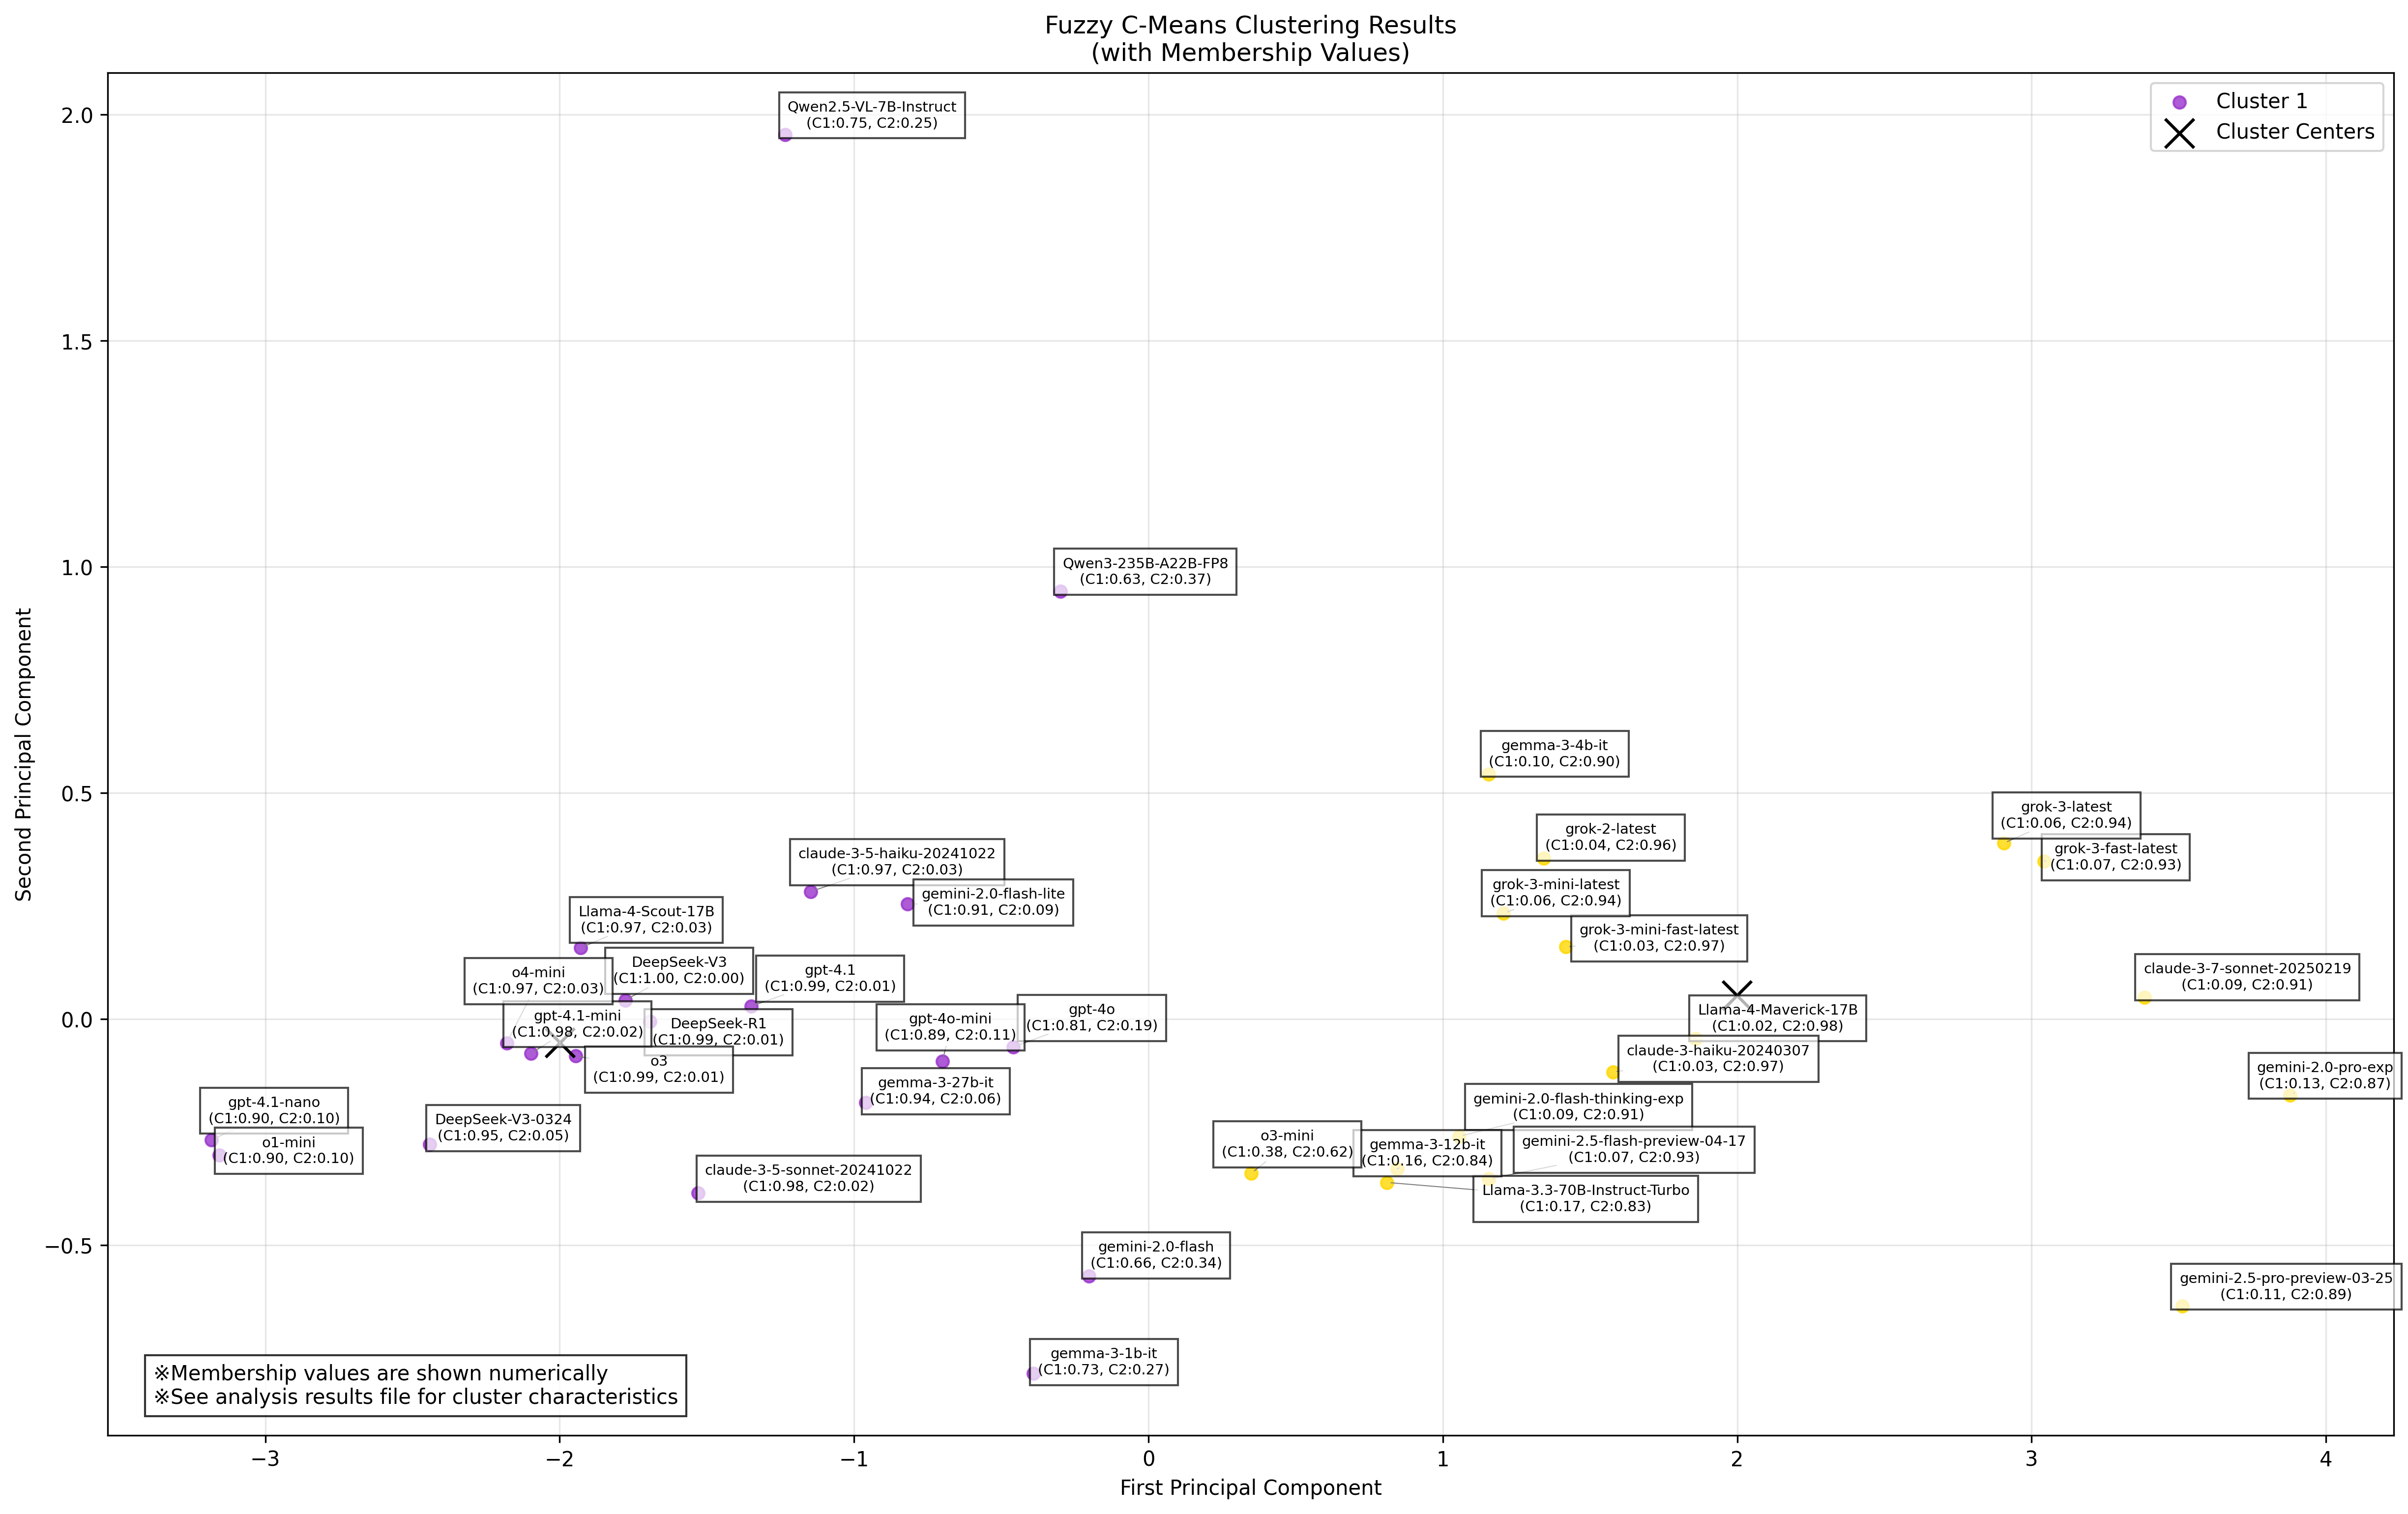 Fuzzy C-Means Clustering Results
(with Membership Values)
Cluster 1
Cluster Centers
Second Principal Component
2.0
1.5
1.0
0.5
0.0
−0.5
Qwen2.5-VL-7B-Instruct
(C1:0.75, C2:0.25)
Qwen3-235B-A22B-FP8
(C1:0.63, C2:0.37)
gemma-3-4b-it
(C1:0.10, C2:0.90)
grok-3-latest
(C1:0.06, C2:0.94)
grok-2-latest
(C1:0.04, C2:0.96)
grok-3-fast-latest
(C1:0.07, C2:0.93)
claude-3-5-haiku-20241022
(C1:0.97, C2:0.03)
gemini-2.0-flash-lite
(C1:0.91, C2:0.09)
grok-3-mini-latest
(C1:0.06, C2:0.94)
Llama-4-Scout-17B
(C1:0.97, C2:0.03)
grok-3-mini-fast-latest
(C1:0.03, C2:0.97)
DeepSeek-V3
(C1:1.00, C2:0.00)
o4-mini
(C1:0.97, C2:0.03)
gpt-4.1
(C1:0.99, C2:0.01)
claude-3-7-sonnet-20250219
(C1:0.09, C2:0.91)
gpt-4.1-mini
(C1:0.98, C2:0.02)
DeepSeek-R1
(C1:0.99, C2:0.01)
gpt-4o-mini
(C1:0.89, C2:0.11)
gpt-4o
(C1:0.81, C2:0.19)
Llama-4-Maverick-17B
(C1:0.02, C2:0.98)
o3
(C1:0.99, C2:0.01)
claude-3-haiku-20240307
(C1:0.03, C2:0.97)
gemini-2.0-pro-exp
(C1:0.13, C2:0.87)
gemma-3-27b-it
(C1:0.94, C2:0.06)
gpt-4.1-nano
(C1:0.90, C2:0.10)
gemini-2.0-flash-thinking-exp
(C1:0.09, C2:0.91)
DeepSeek-V3-0324
(C1:0.95, C2:0.05)
o1-mini
(C1:0.90, C2:0.10)
o3-mini
(C1:0.38, C2:0.62)
gemma-3-12b-it
(C1:0.16, C2:0.84)
gemini-2.5-flash-preview-04-17
(C1:0.07, C2:0.93)
claude-3-5-sonnet-20241022
(C1:0.98, C2:0.02)
Llama-3.3-70B-Instruct-Turbo
(C1:0.17, C2:0.83)
gemini-2.0-flash
(C1:0.66, C2:0.34)
gemini-2.5-pro-preview-03-25
(C1:0.11, C2:0.89)
gemma-3-1b-it
(C1:0.73, C2:0.27)
※Membership values are shown numerically
※See analysis results file for cluster characteristics
−3
−2
−1
0
1
2
3
4
First Principal Component